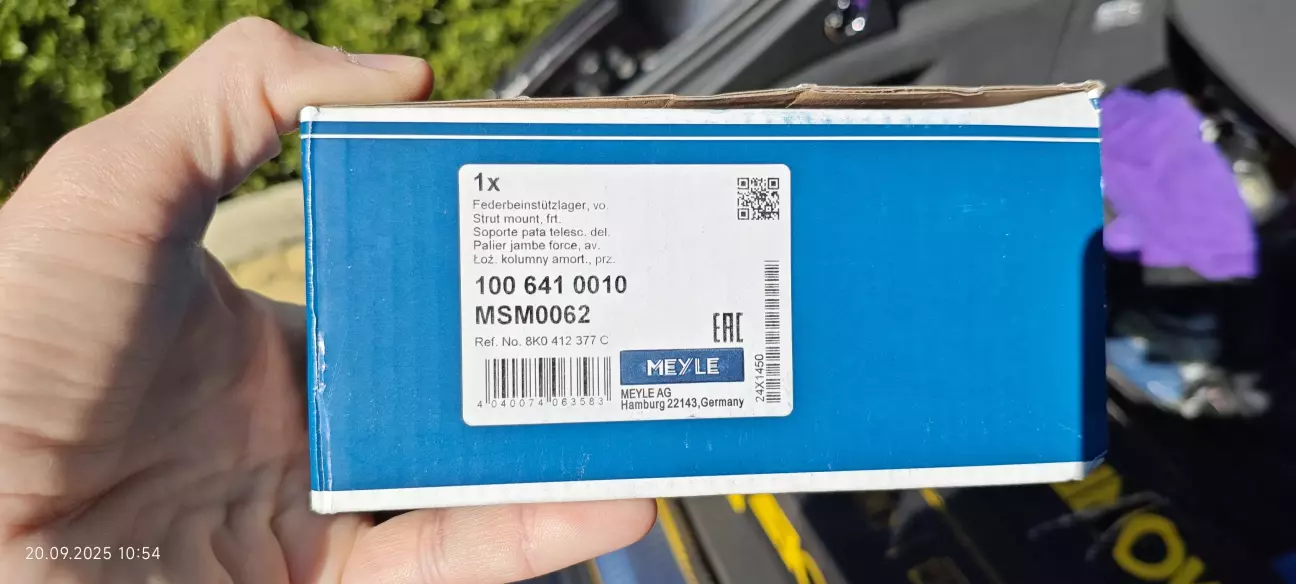 1x
Federbeinstützlager, vo.
Strut mount, frt.
Soporte pata telesc. del.
Palier jambe force, av.
Łoż. kolumny amort., prz.
100 641 0010
MSM0062
Ref. No. 8K0 412 377 C
EAC
MEYLE
MEYLE AG
Hamburg 22143,Germany
4 040074 063583
24X1450
20.09.2025 10:54